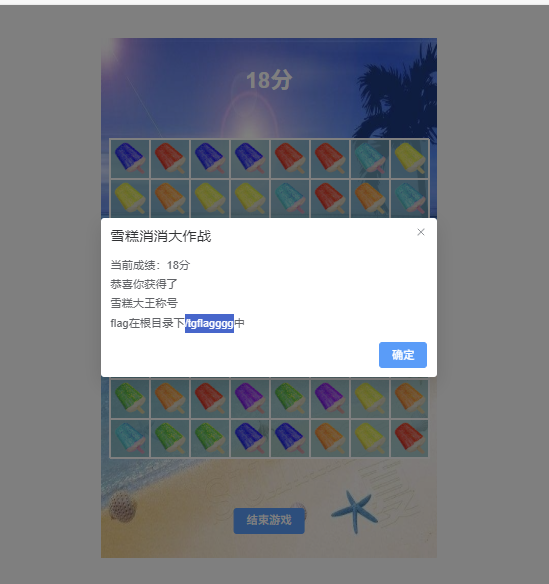 18分
雪糕消消大作战
当前成绩：18分
恭喜你获得了
雪糕大王称号
flag在根目录下/tgflagggg中
确定
结束游戏